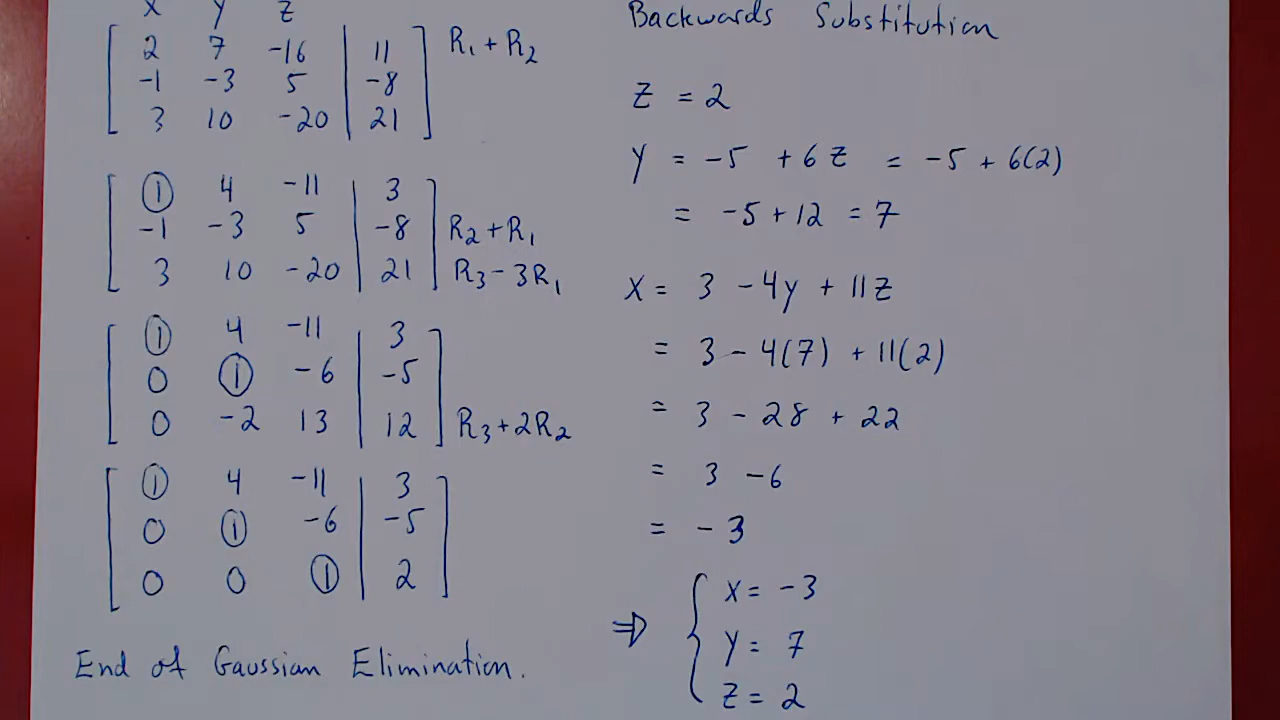 x y z
2 7 -16 | 11 R₁ + R₂
-1 -3 5 | -8
3 10 -20 | 21
1 4 -11 | 3
-1 -3 5 | -8 R₂ + R₁
3 10 -20 | 21 R₃ - 3R₁
1 4 -11 | 3
0 1 -6 | -5
0 -2 13 | 12 R₃ + 2R₂
1 4 -11 | 3
0 1 -6 | -5
0 0 1 | 2
End of Gaussian Elimination.
Backwards Substitution
z = 2
y = -5 + 6z = -5 + 6(2)
= -5 + 12 = 7
x = 3 - 4y + 11z
= 3 - 4(7) + 11(2)
= 3 - 28 + 22
= 3 - 6
= -3
⇒ { x = -3
y = 7
z = 2